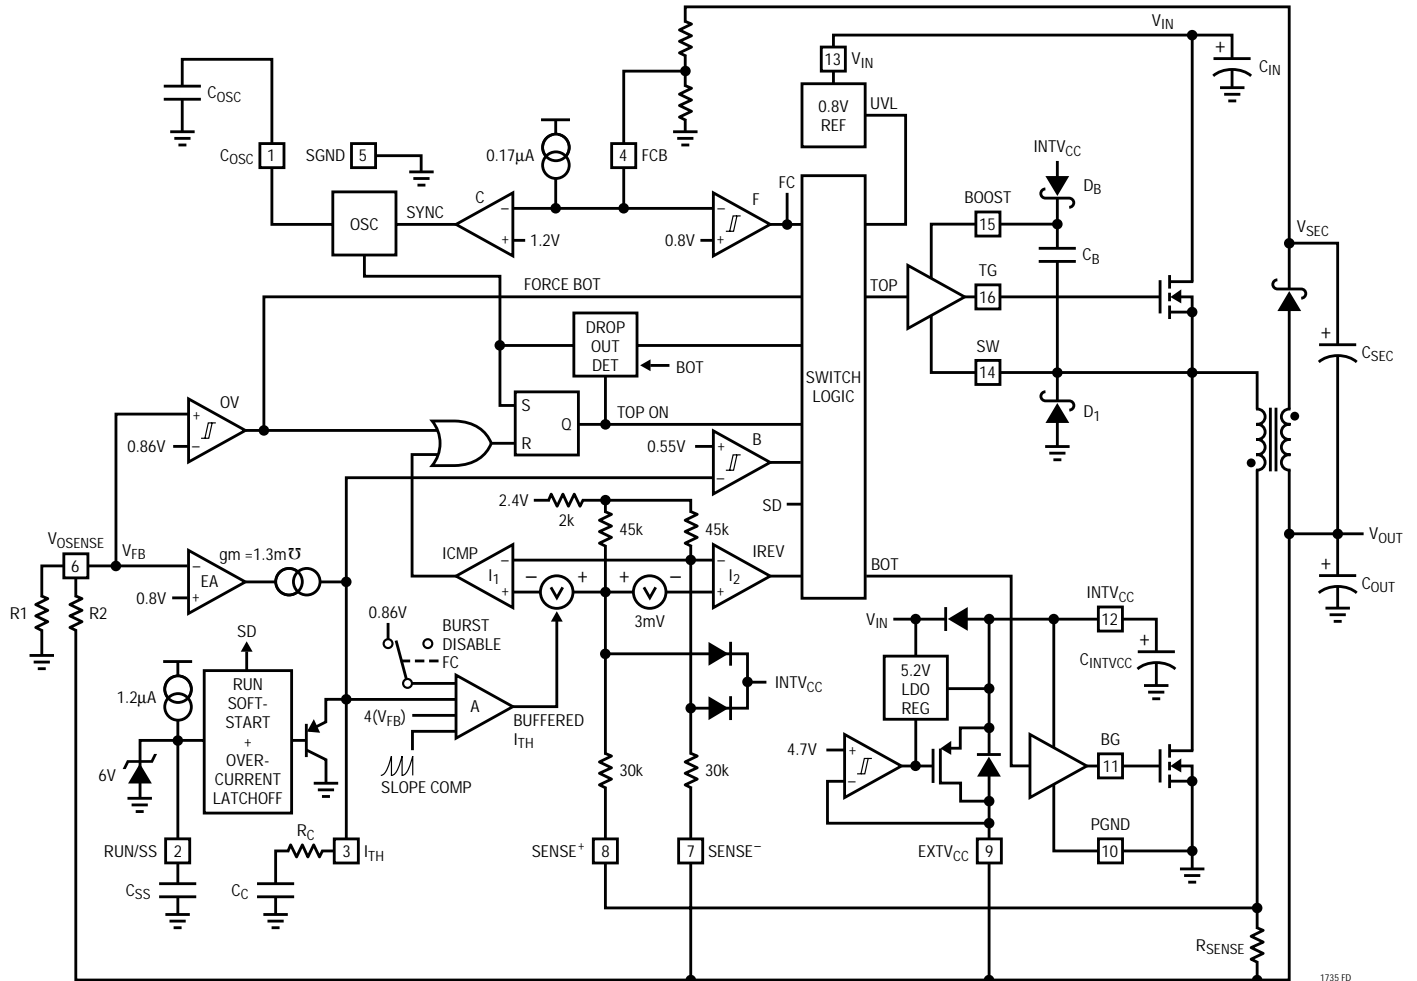 VIN
+
CIN
13
VIN
0.8V
REF
UVL
COSC
COSC
1
SGND
5
0.17µA
4
FCB
INTVCC
DB
FC
BOOST
15
CB
OSC
SYNC
C
−
+
1.2V
F
−
+
0.8V
VSEC
+
CSEC
FORCE BOT
TOP
TG
16
DROP
OUT
DET
BOT
SWITCH
LOGIC
SW
14
D1
OV
+
−
0.86V
S
R
Q
TOP ON
0.55V
B
+
−
2.4V
2k
45k
45k
SD
VOSENSE
6
VFB
gm =1.3m℧
−
EA
+
0.8V
R1
R2
ICMP
−
I1
+
−
V
+
+
V
−
3mV
IREV
−
I2
+
BOT
VOUT
+
COUT
0.86V
BURST
DISABLE
FC
SD
1.2µA
RUN
SOFT-
START
+
OVER-
CURRENT
LATCHOFF
6V
A
4(VFB)
SLOPE COMP
BUFFERED
ITH
INTVCC
30k
30k
VIN
5.2V
LDO
REG
INTVCC
12
+
CINTVCC
4.7V
+
−
BG
11
PGND
10
RUN/SS
2
CSS
RC
3
ITH
CC
SENSE+
8
7
SENSE−
EXTVCC
9
RSENSE
1735 FD